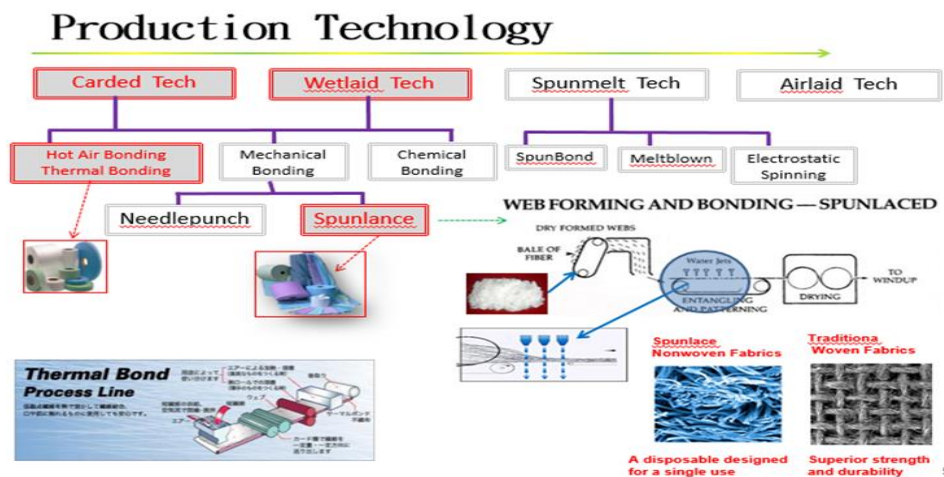 Production Technology
Carded Tech
Wetlaid Tech
Spunmelt Tech
Airlaid Tech
Hot Air Bonding
Thermal Bonding
Mechanical
Bonding
Chemical
Bonding
SpunBond
Meltblown
Electrostatic
Spinning
Needlepunch
Spunlance
WEB FORMING AND BONDING — SPUNLACED
DRY FORMED WEBS
BALE OF
FIBER
Water Jets
TO
WINDUP
DRYING
ENTANGLING
AND PATTERNING
Spunlace
Nonwoven Fabrics
Traditiona
Woven Fabrics
Thermal Bond
Process Line
ウェブ
A disposable designed
for a single use
Superior strength
and durability